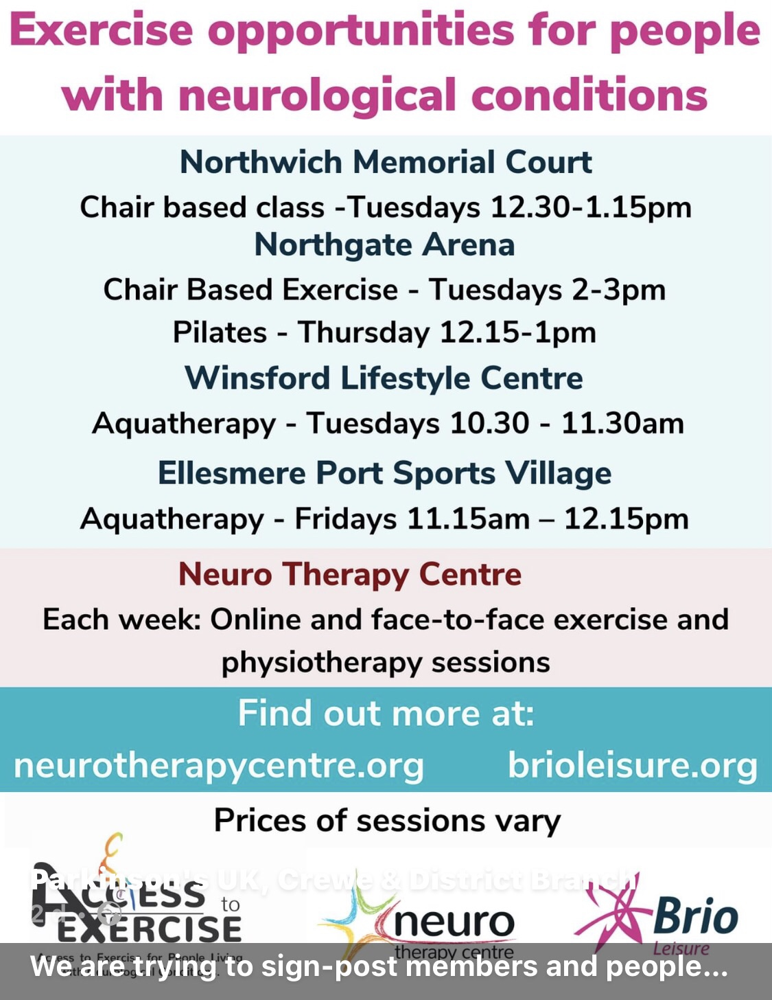 Exercise opportunities for people
with neurological conditions
Northwich Memorial Court
Chair based class -Tuesdays 12.30-1.15pm
Northgate Arena
Chair Based Exercise - Tuesdays 2-3pm
Pilates - Thursday 12.15-1pm
Winsford Lifestyle Centre
Aquatherapy - Tuesdays 10.30 - 11.30am
Ellesmere Port Sports Village
Aquatherapy - Fridays 11.15am – 12.15pm
Neuro Therapy Centre
Each week: Online and face-to-face exercise and
physiotherapy sessions
Find out more at:
neurotherapycentre.org brioleisure.org
Prices of sessions vary
Parkinson's UK, Crewe & District Branch
2 d
ACCESS to
EXERCISE
Access to Exercise for People Living
with Neurological Conditions.
neuro
therapy centre
Brio
Leisure
We are trying to sign-post members and people...